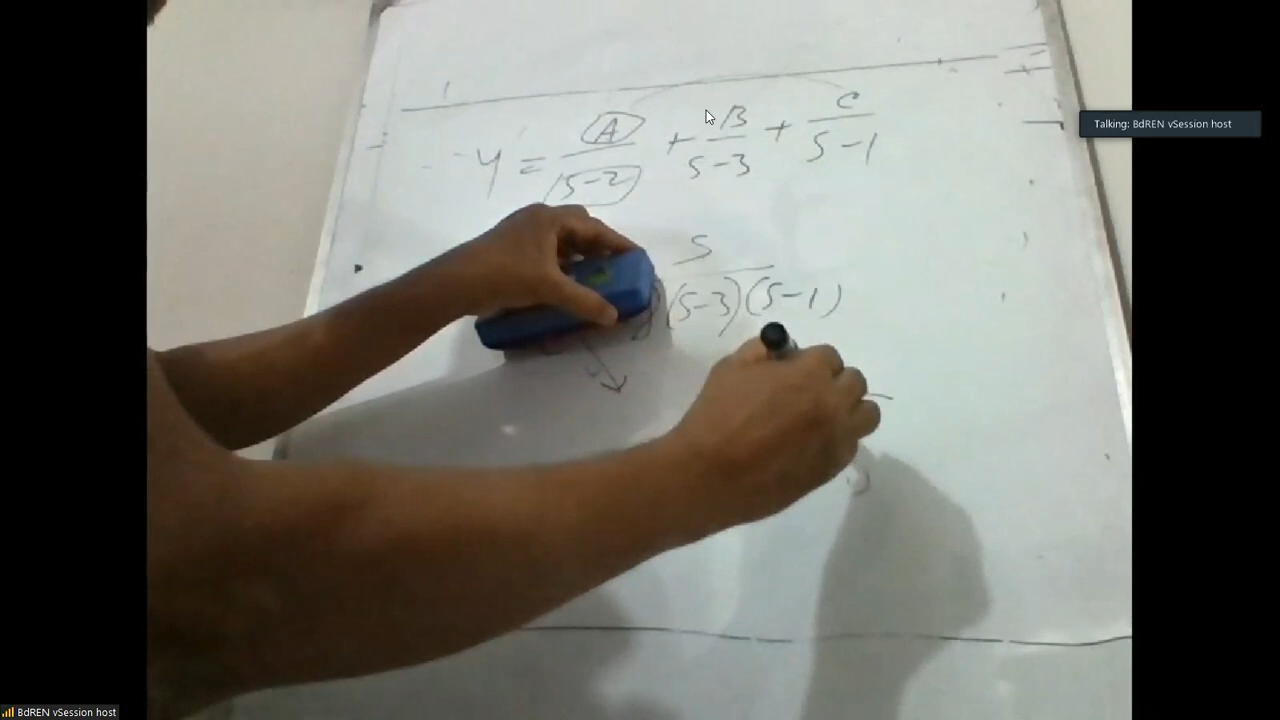 Talking: BdREN vSession host
Y = A/(S-2) + B/(S-3) + C/(S-1)
S
(S-3)(S-1)
BdREN vSession host